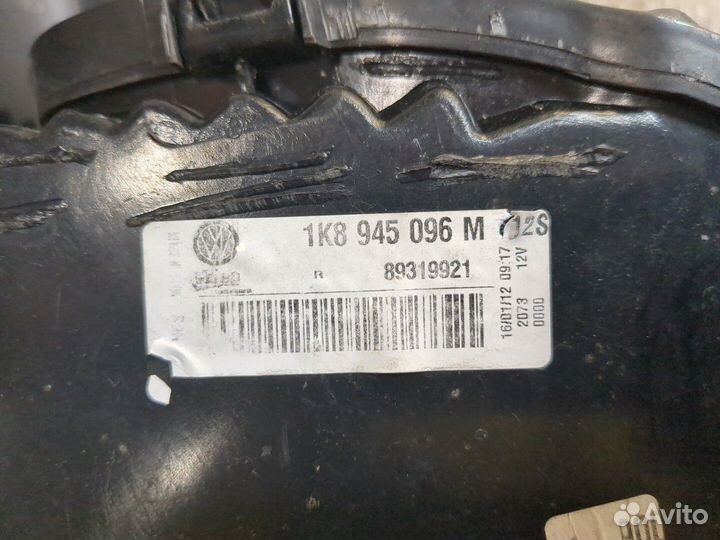 1K8 945 096 M
R 89319921
16/01/12 09:17
2073 12V
0000
Avito